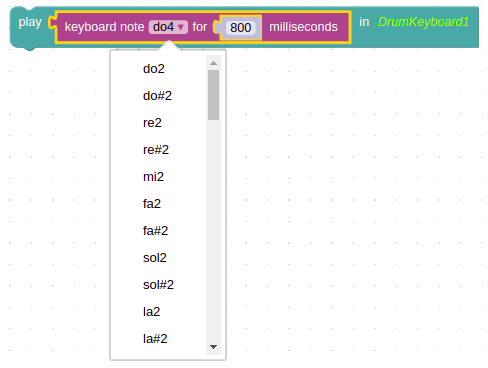 play keyboard note do4 for 800 milliseconds in DrumKeyboard1
do2
do#2
re2
re#2
mi2
fa2
fa#2
sol2
sol#2
la2
la#2